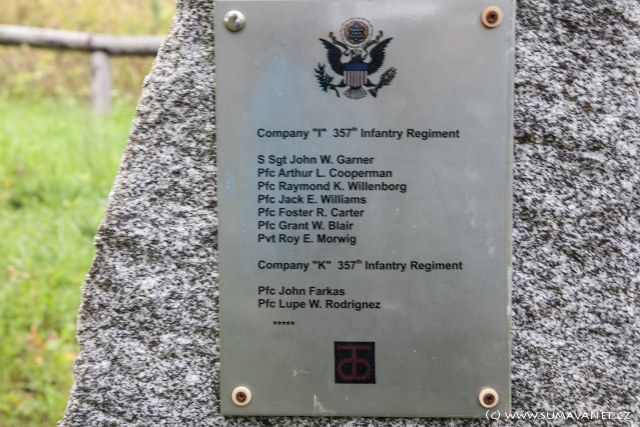 Company "I" 357th Infantry Regiment
S Sgt John W. Garner
Pfc Arthur L. Cooperman
Pfc Raymond K. Willenborg
Pfc Jack E. Williams
Pfc Foster R. Carter
Pfc Grant W. Blair
Pvt Roy E. Morwig
Company "K" 357th Infantry Regiment
Pfc John Farkas
Pfc Lupe W. Rodrignez
*****
(c) WWW.SUMAVANET.CZ